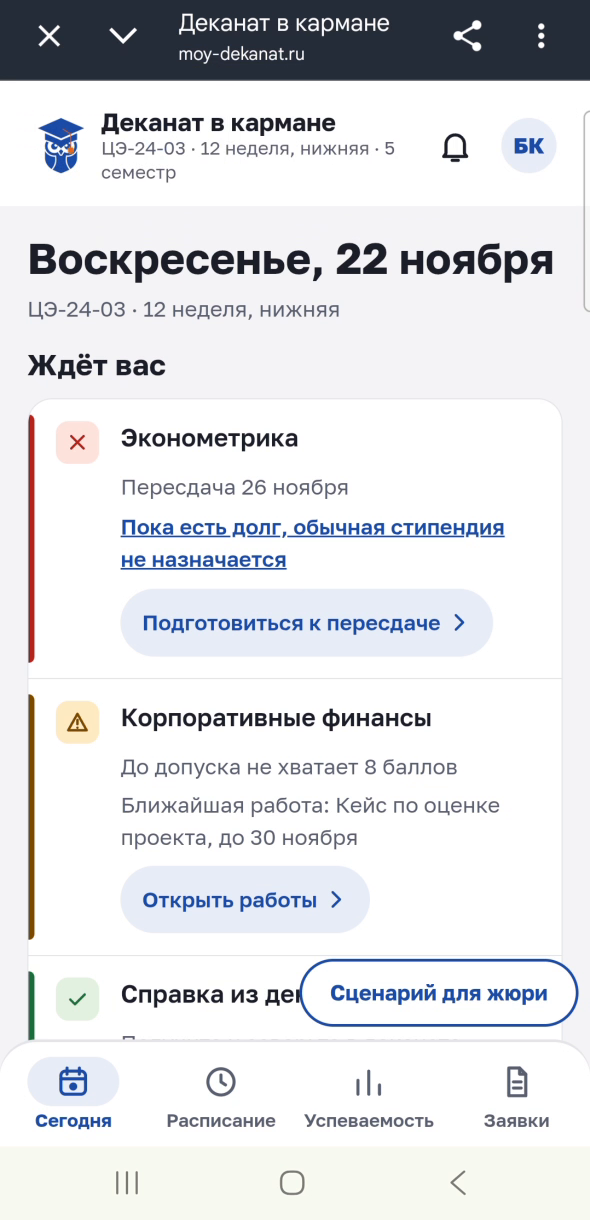 Деканат в кармане
moy-dekanat.ru
Деканат в кармане
ЦЭ-24-03 · 12 неделя, нижняя · 5
семестр
БК
Воскресенье, 22 ноября
ЦЭ-24-03 · 12 неделя, нижняя
Ждёт вас
Эконометрика
Пересдача 26 ноября
Пока есть долг, обычная стипендия
не назначается
Подготовиться к пересдаче
Корпоративные финансы
До допуска не хватает 8 баллов
Ближайшая работа: Кейс по оценке
проекта, до 30 ноября
Открыть работы
Справка из
Сценарий для жюри
Сегодня
Расписание
Успеваемость
Заявки